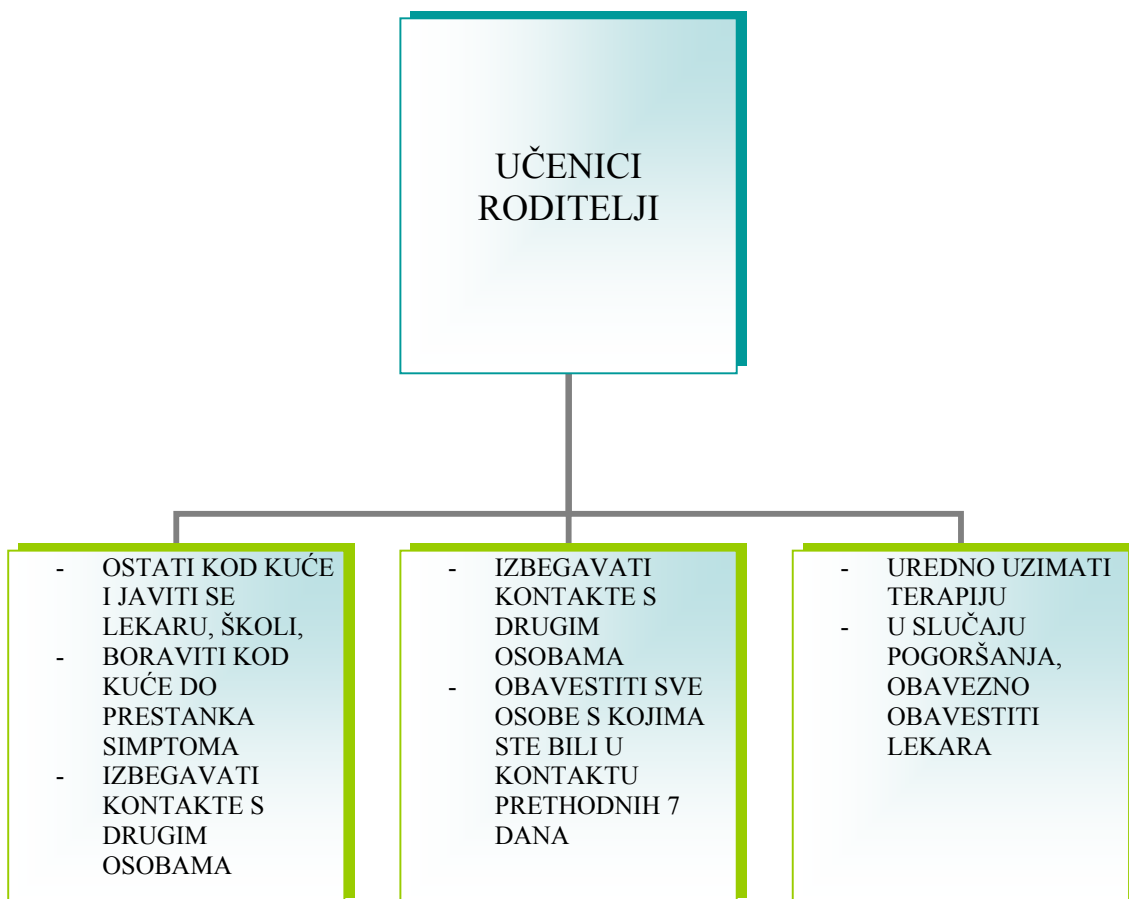 UČENICI
RODITELJI
- OSTATI KOD KUĆE
I JAVITI SE
LEKARU, ŠKOLI,
- BORAVITI KOD
KUĆE DO
PRESTANKA
SIMPTOMA
- IZBEGAVATI
KONTAKTE S
DRUGIM
OSOBAMA
- IZBEGAVATI
KONTAKTE S
DRUGIM
OSOBAMA
- OBAVESTITI SVE
OSOBE S KOJIMA
STE BILI U
KONTAKTU
PRETHODNIH 7
DANA
- UREDNO UZIMATI
TERAPIJU
- U SLUČAJU
POGORŠANJA,
OBAVEZNO
OBAVESTITI
LEKARA